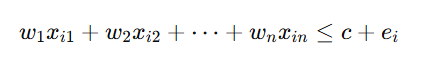 w₁xᵢ₁ + w₂xᵢ₂ + ⋯ + wₙxᵢₙ ≤ c + eᵢ